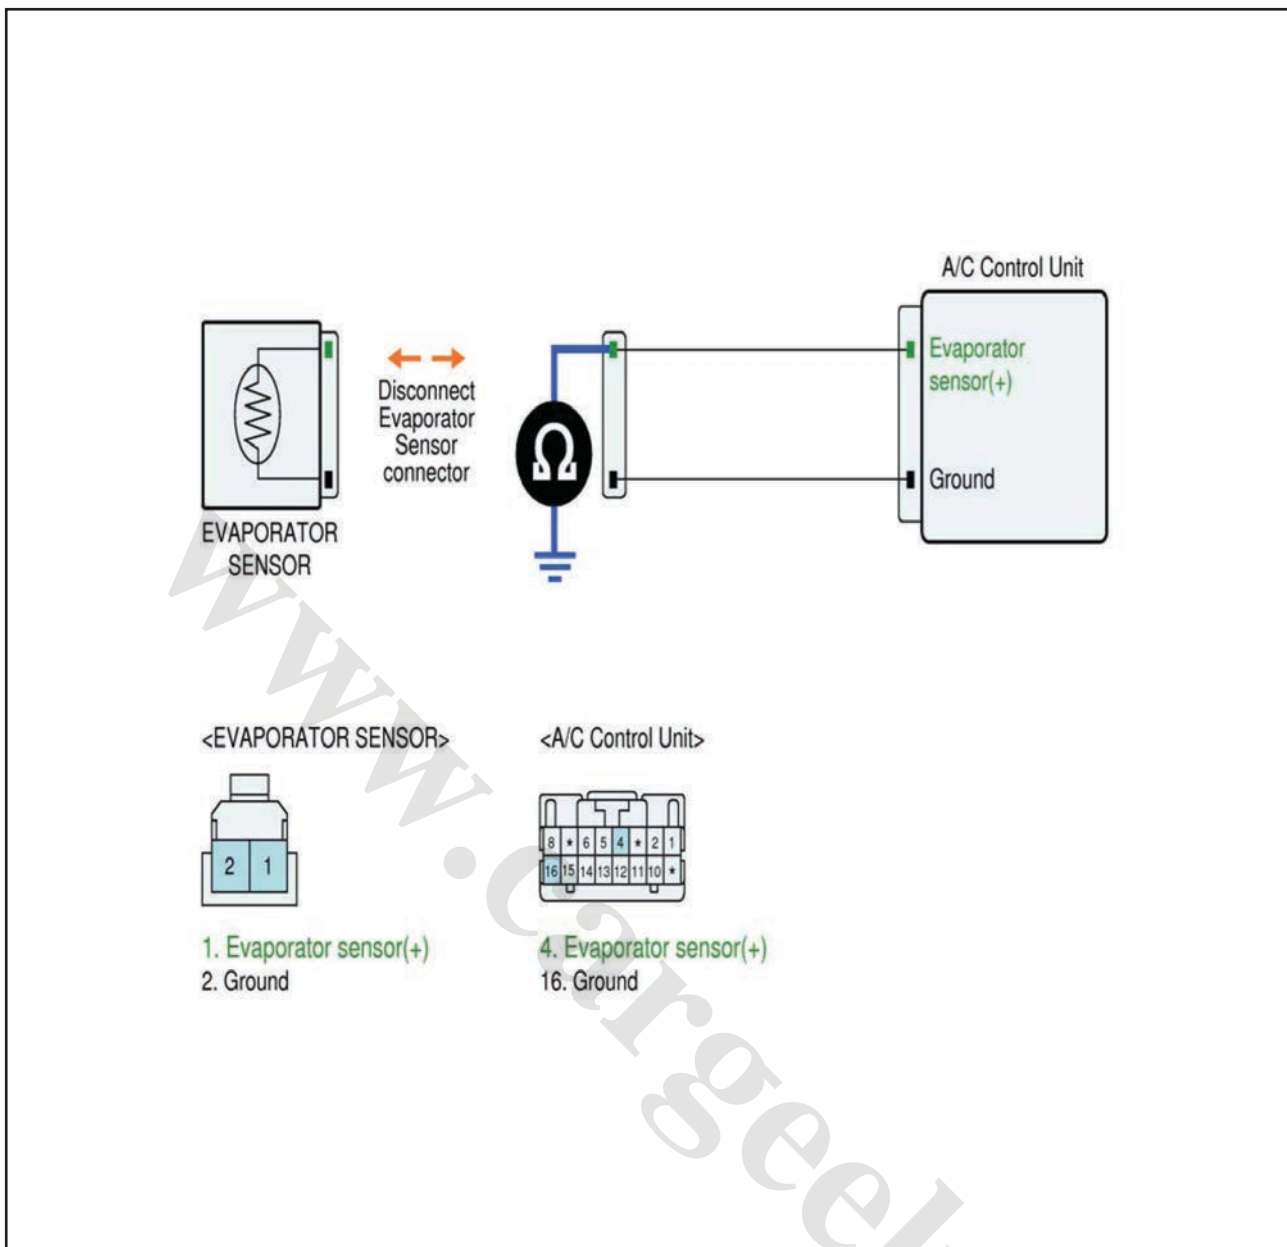 A/C Control Unit
Evaporator
sensor(+)
Ground
Disconnect
Evaporator
Sensor
connector
Ω
EVAPORATOR
SENSOR
<EVAPORATOR SENSOR>
<A/C Control Unit>
2 1
8 * 6 5 4 * 2 1
16 15 14 13 12 11 10 *
1. Evaporator sensor(+)
2. Ground
4. Evaporator sensor(+)
16. Ground
www.cargeek